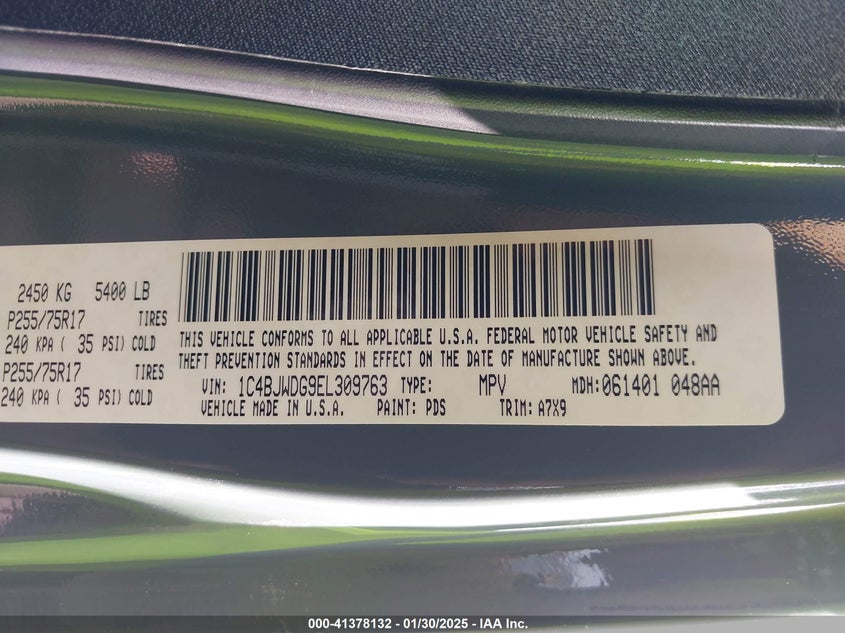 2450 KG 5400 LB
P255/75R17 TIRES
240 KPA ( 35 PSI) COLD
P255/75R17 TIRES
240 KPA ( 35 PSI) COLD
THIS VEHICLE CONFORMS TO ALL APPLICABLE U.S.A. FEDERAL MOTOR VEHICLE SAFETY AND
THEFT PREVENTION STANDARDS IN EFFECT ON THE DATE OF MANUFACTURE SHOWN ABOVE.
VIN: 1C4BJWDG9EL309763 TYPE: MPV MDH: 061401 048AA
VEHICLE MADE IN U.S.A. PAINT: PDS TRIM: A7X9
000-41378132 - 01/30/2025 - IAA Inc.